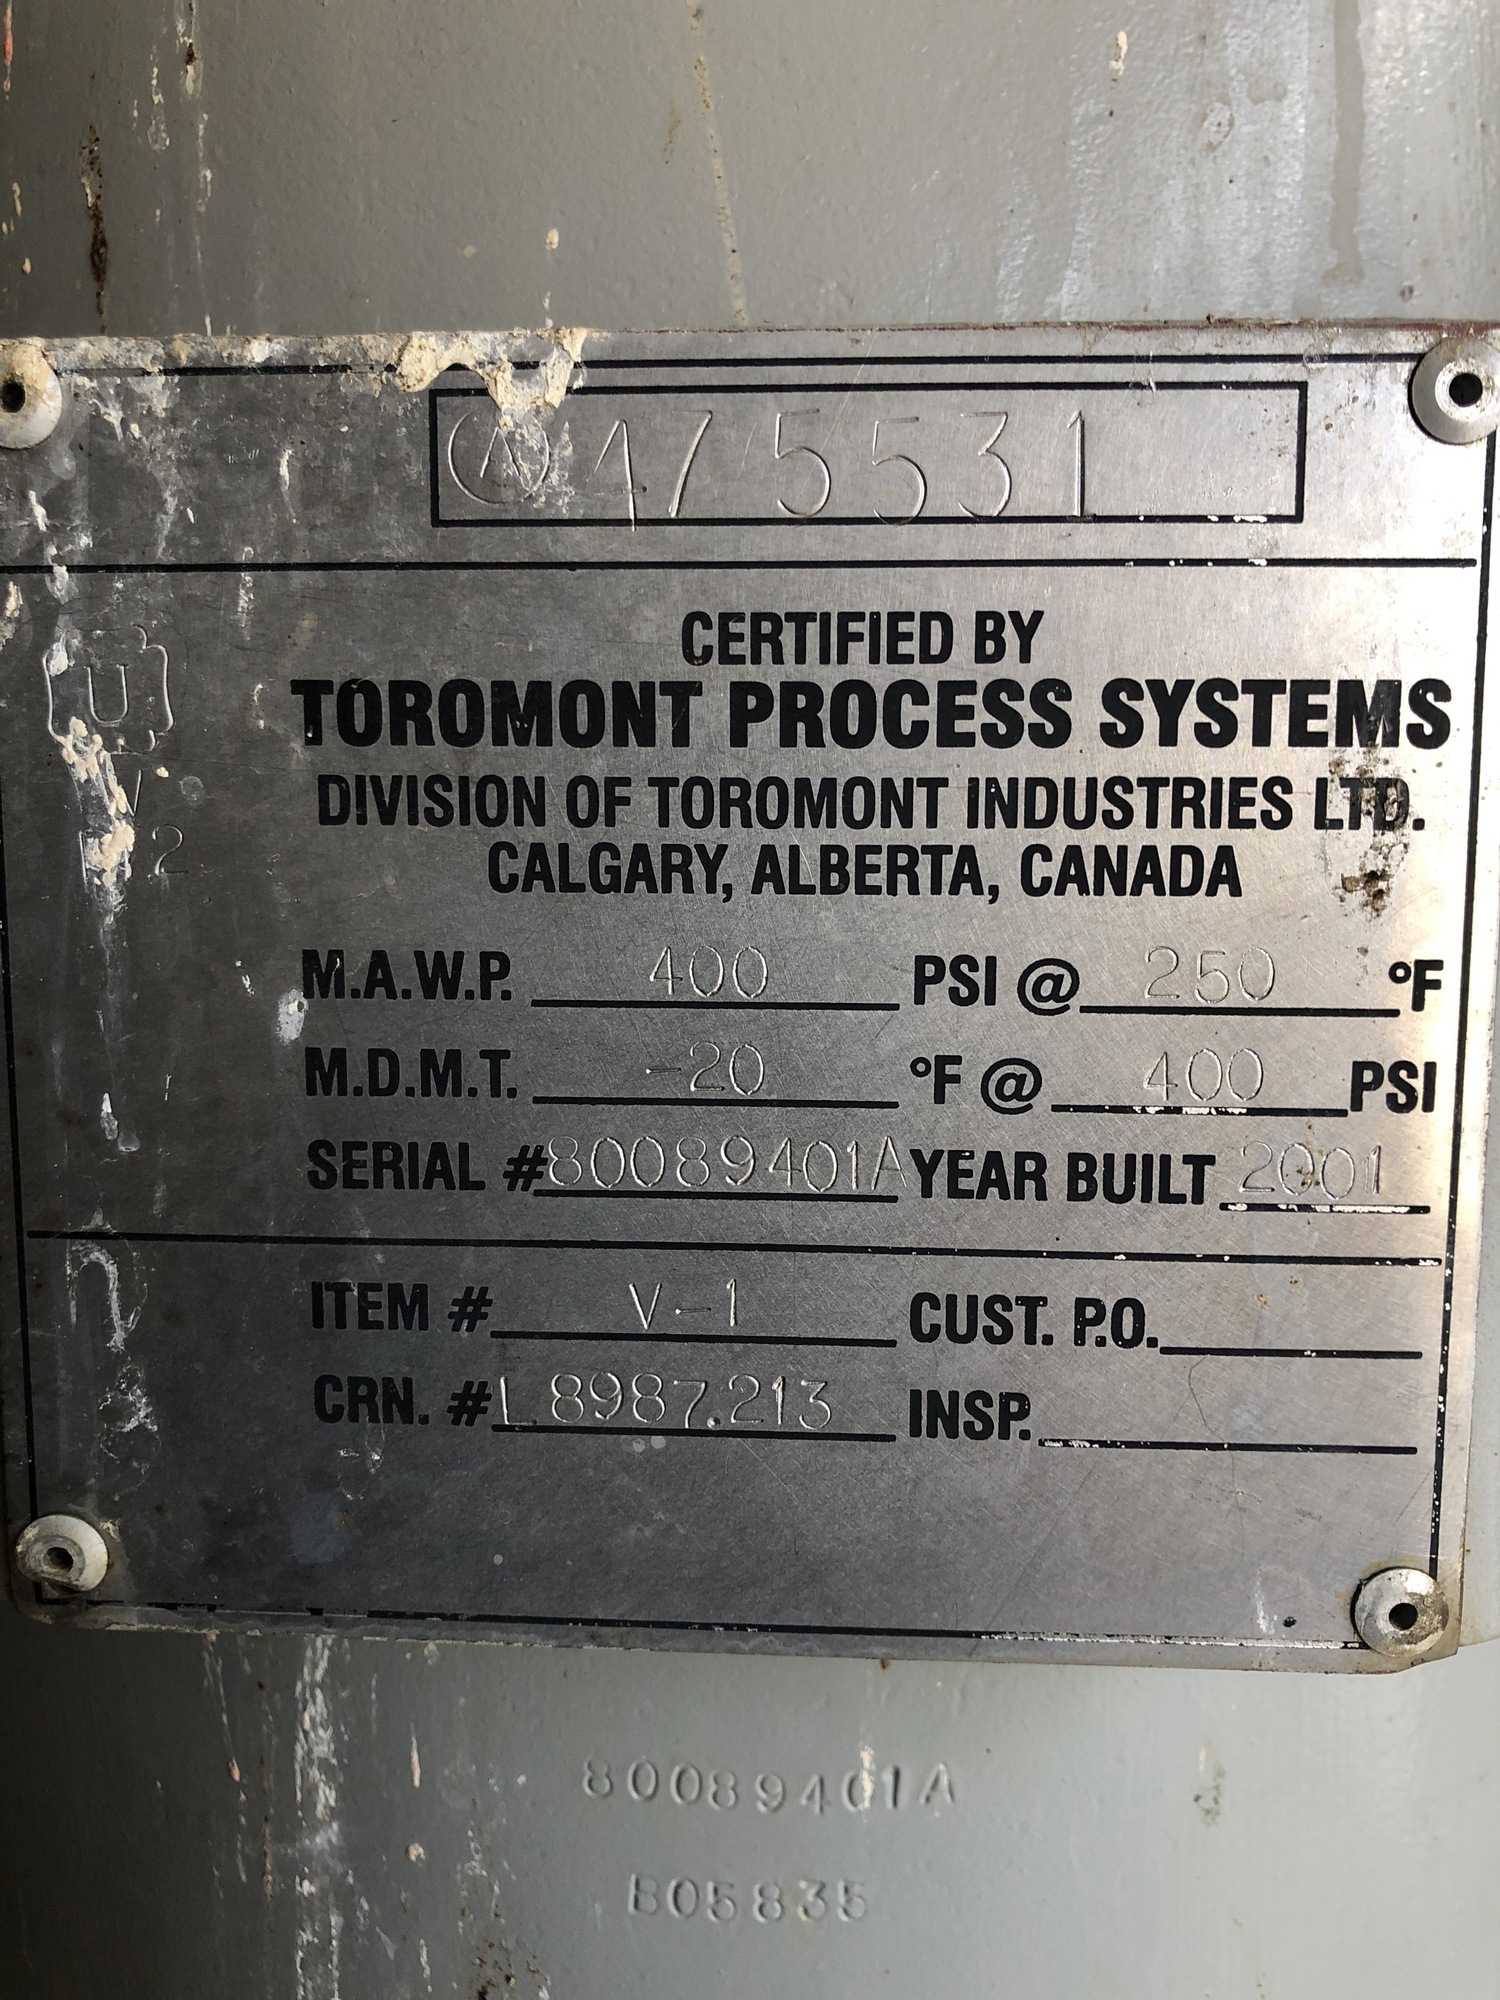 A 475531
CERTIFIED BY
TOROMONT PROCESS SYSTEMS
DIVISION OF TOROMONT INDUSTRIES LTD.
CALGARY, ALBERTA, CANADA
U
2
M.A.W.P. 400 PSI @ 250 °F
M.D.M.T. -20 °F @ 400 PSI
SERIAL #80089401A YEAR BUILT 2001
ITEM # V-1 CUST. P.O.
CRN. # L8987.213 INSP.
80089401A
B05835